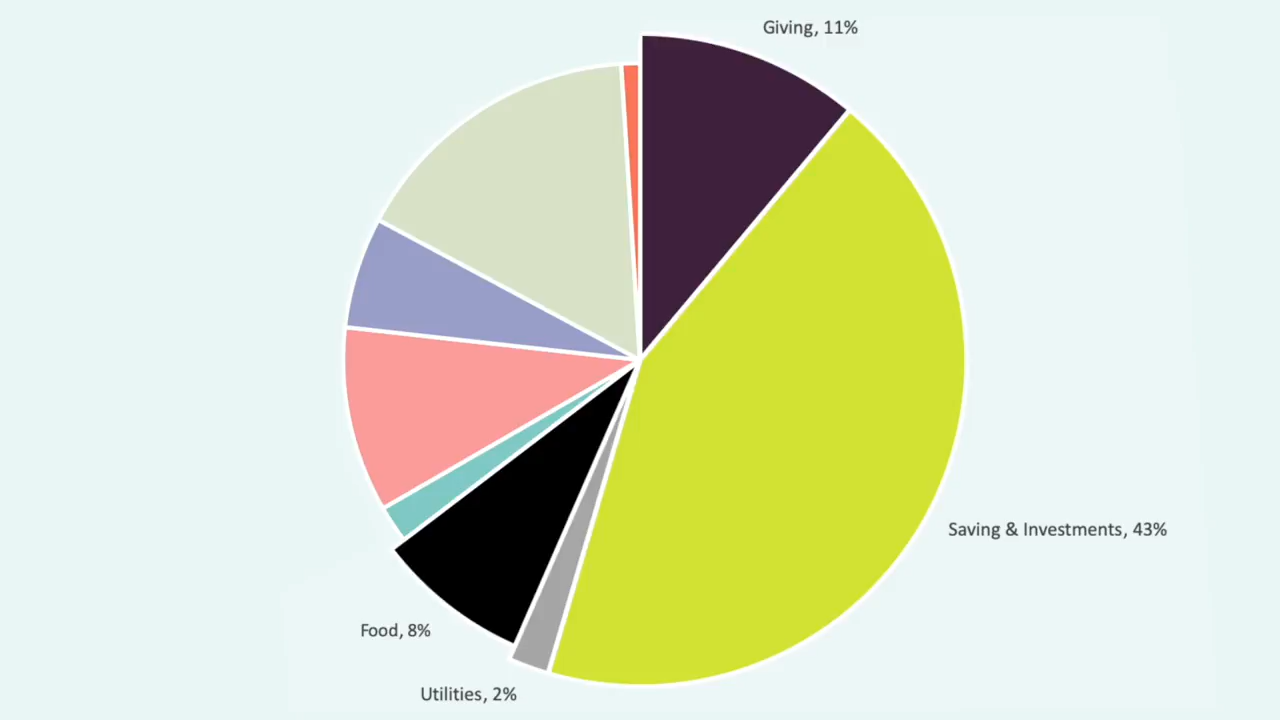 Giving, 11%
Saving & Investments, 43%
Food, 8%
Utilities, 2%